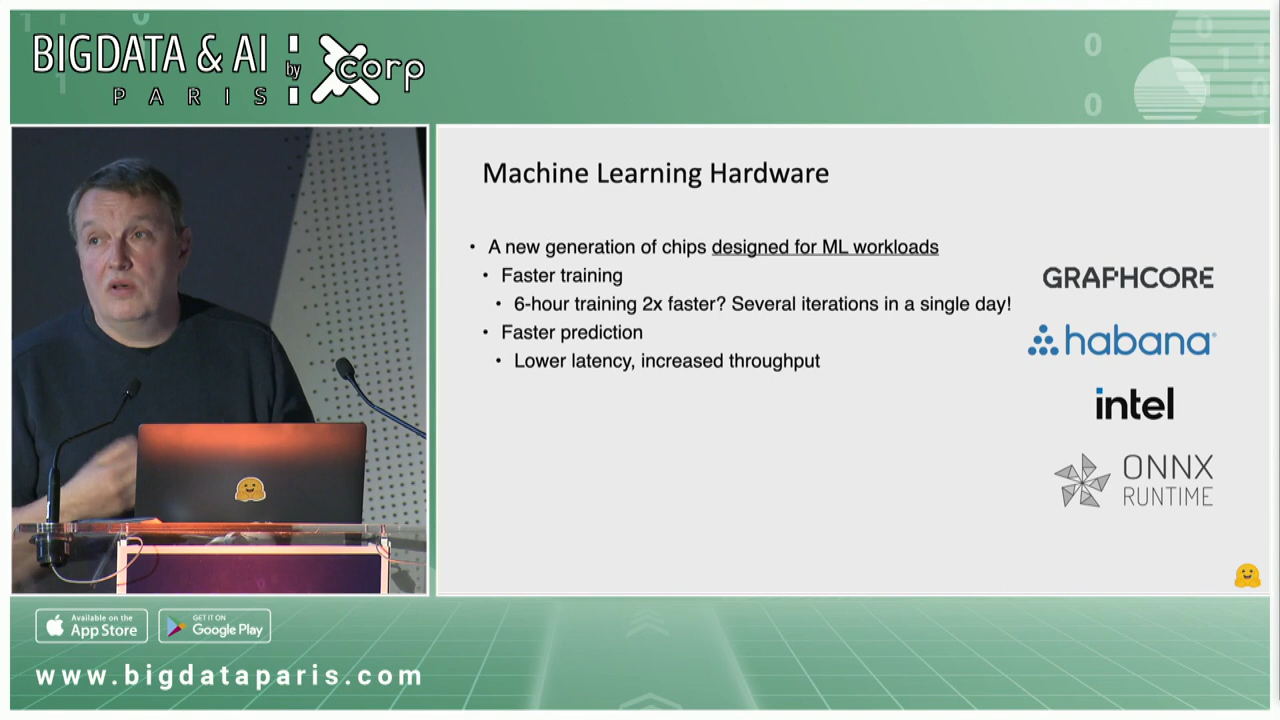 BIGDATA & AI by Xcorp
PARIS
Machine Learning Hardware
• A new generation of chips designed for ML workloads
• Faster training
• 6-hour training 2x faster? Several iterations in a single day!
• Faster prediction
• Lower latency, increased throughput
GRAPHCORE
habana
intel
ONNX
RUNTIME
Available on the
App Store
GET IT ON
Google Play
www.bigdataparis.com